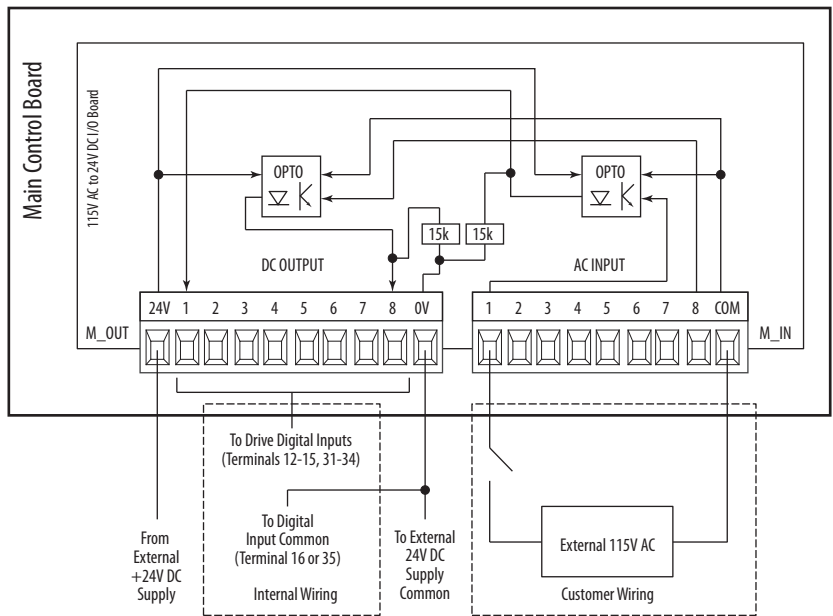 Main Control Board
115V AC to 24V DC I/O Board
OPTO
OPTO
15k
15k
DC OUTPUT
AC INPUT
24V 1 2 3 4 5 6 7 8 0V
1 2 3 4 5 6 7 8 COM
M_OUT
M_IN
To Drive Digital Inputs
(Terminals 12-15, 31-34)
From
External
+24V DC
Supply
To Digital
Input Common
(Terminal 16 or 35)
Internal Wiring
To External
24V DC
Supply
Common
External 115V AC
Customer Wiring